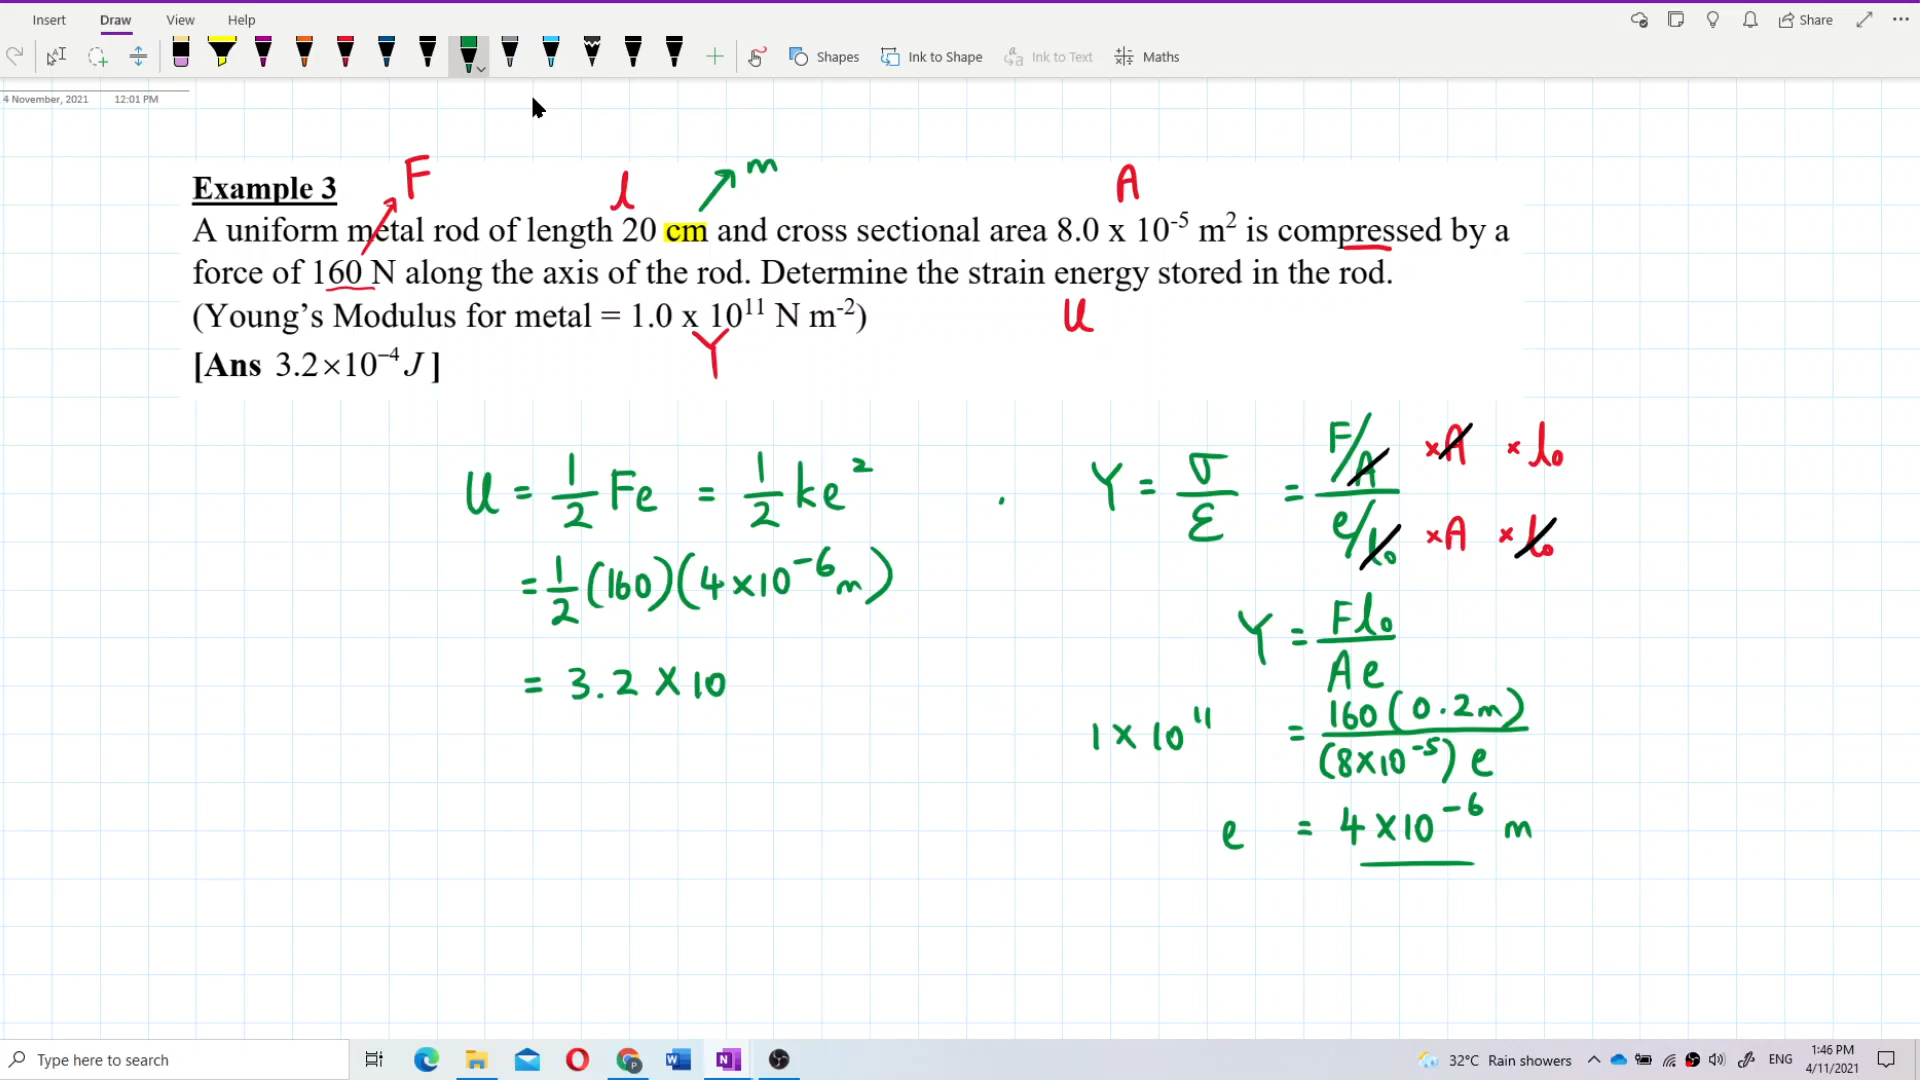 Insert Draw View Help
Share
Shapes Ink to Shape Ink to Text Maths
4 November, 2021 12:01 PM
F l m A
Example 3
A uniform metal rod of length 20 cm and cross sectional area 8.0 x 10⁻⁵ m² is compressed by a
force of 160 N along the axis of the rod. Determine the strain energy stored in the rod.
(Young’s Modulus for metal = 1.0 x 10¹¹ N m⁻²)
U
Y
[Ans 3.2×10⁻⁴ J]
U = 1/2 Fe = 1/2 ke²
= 1/2 (160)(4×10⁻⁶ m)
= 3.2 × 10
. Y = σ/ε = (F/A)/(e/l₀) ×A ×l₀ ×A ×l₀
Y = Fl₀/Ae
1 × 10¹¹ = 160(0.2m)/(8×10⁻⁵)e
e = 4×10⁻⁶ m
Type here to search
32°C Rain showers
ENG
1:46 PM
4/11/2021